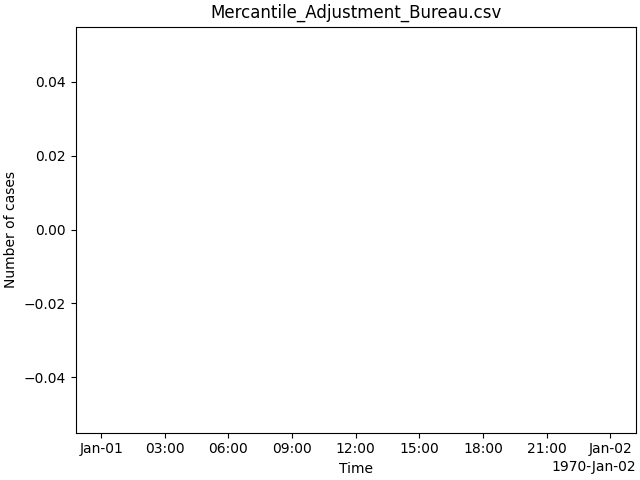 Mercantile_Adjustment_Bureau.csv
Number of cases
0.04
0.02
0.00
−0.02
−0.04
Jan-01 03:00 06:00 09:00 12:00 15:00 18:00 21:00 Jan-02
Time
1970-Jan-02